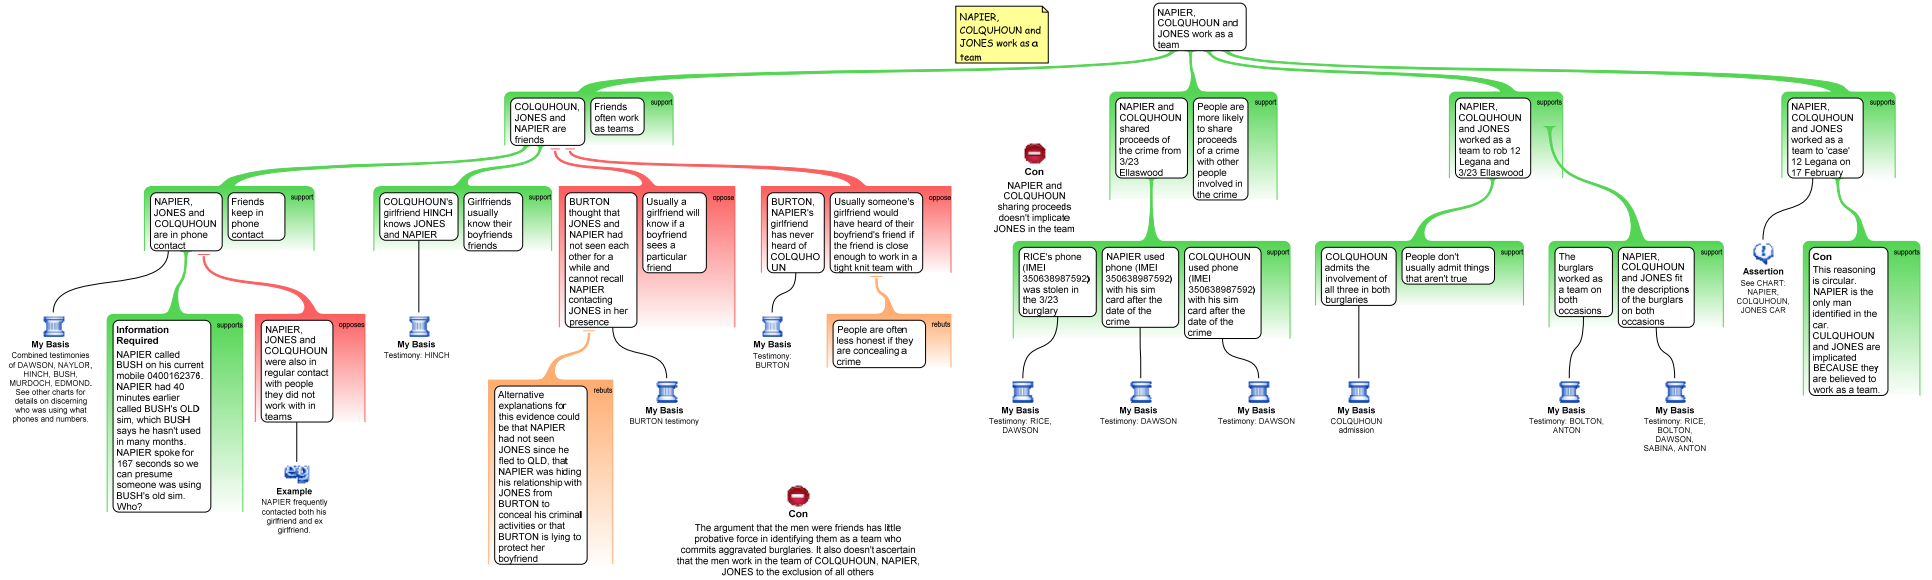 NAPIER,
COLQUHOUN and
JONES work as a
team
NAPIER,
COLQUHOUN and
JONES work as a
team
COLQUHOUN,
JONES and
NAPIER are
friends
Friends
often work
as teams
support
NAPIER and
COLQUHOUN
shared
proceeds of
the crime from
3/23
Ellaswood
People are
more likely
to share
proceeds
of a crime
with other
people
involved in
the crime
support
NAPIER,
COLQUHOUN
and JONES
worked as a
team to rob 12
Legana and
3/23 Ellaswood
supports
NAPIER,
COLQUHOUN
and JONES
worked as a
team to 'case'
12 Legana on
17 February
supports
Con
NAPIER and
COLQUHOUN
sharing proceeds
doesn't implicate
JONES in the team
NAPIER,
JONES and
COLQUHOUN
are in phone
contact
Friends
keep in
phone
contact
support
COLQUHOUN's
girlfriend HINCH
knows JONES
and NAPIER
Girlfriends
usually
know their
boyfriends
friends
support
BURTON
thought that
JONES and
NAPIER had
not seen each
other for a
while and
cannot recall
NAPIER
contacting
JONES in her
presence
Usually a
girlfriend will
know if a
boyfriend
sees a
particular
friend
oppose
BURTON,
NAPIER's
girlfriend
has never
heard of
COLQUHO
UN
Usually someone's
girlfriend would
have heard of their
boyfriend's friend if
the friend is close
enough to work in a
tight knit team with
oppose
RICE's phone
(IMEI
350638987592)
was stolen in
the 3/23
burglary
NAPIER used
phone (IMEI
350638987592)
with his sim
card after the
date of the
crime
COLQUHOUN
used phone
(IMEI
350638987592)
with his sim
card after the
date of the
crime
support
COLQUHOUN
admits the
involvement of
all three in both
burglaries
People don't
usually admit things
that aren't true
support
The
burglars
worked as
a team on
both
occasions
NAPIER,
COLQUHOUN
and JONES fit
the descriptions
of the burglars
on both
occasions
support
Assertion
See CHART:
NAPIER,
COLQUHOUN,
JONES CAR
Con
This reasoning
is circular.
NAPIER is the
only man
identified in the
car.
CULQUHOUN
and JONES are
implicated
BECAUSE they
are believed to
work as a team.
supports
My Basis
Combined testimonies
of DAWSON, NAYLOR,
HINCH, BUSH,
MURDOCH, EDMOND.
See other charts for
details on discerning
who was using what
phones and numbers.
Information
Required
NAPIER called
BUSH on his current
mobile 0400162376.
NAPIER had 40
minutes earlier
called BUSH's OLD
sim, which BUSH
says he hasn't used
in many months.
NAPIER spoke for
167 seconds so we
can presume
someone was using
BUSH's old sim.
Who?
supports
NAPIER,
JONES and
COLQUHOUN
were also in
regular contact
with people
they did not
work with in
teams
opposes
My Basis
Testimony: HINCH
My Basis
Testimony:
BURTON
People are often
less honest if they
are concealing a
crime
rebuts
Alternative
explanations for
this evidence could
be that NAPIER
had not seen
JONES since he
fled to QLD, that
NAPIER was hiding
his relationship with
JONES from
BURTON to
conceal his criminal
activities or that
BURTON is lying to
protect her
boyfriend
rebuts
My Basis
BURTON testimony
My Basis
Testimony: RICE,
DAWSON
My Basis
Testimony: DAWSON
My Basis
Testimony: DAWSON
My Basis
COLQUHOUN
admission
My Basis
Testimony: BOLTON,
ANTON
My Basis
Testimony: RICE,
BOLTON,
DAWSON,
SABINA, ANTON
eg
Example
NAPIER frequently
contacted both his
girlfriend and ex
girlfriend.
Con
The argument that the men were friends has little
probative force in identifying them as a team who
commits aggravated burglaries. It also doesn't ascertain
that the men work in the team of COLQUHOUN, NAPIER,
JONES to the exclusion of all others